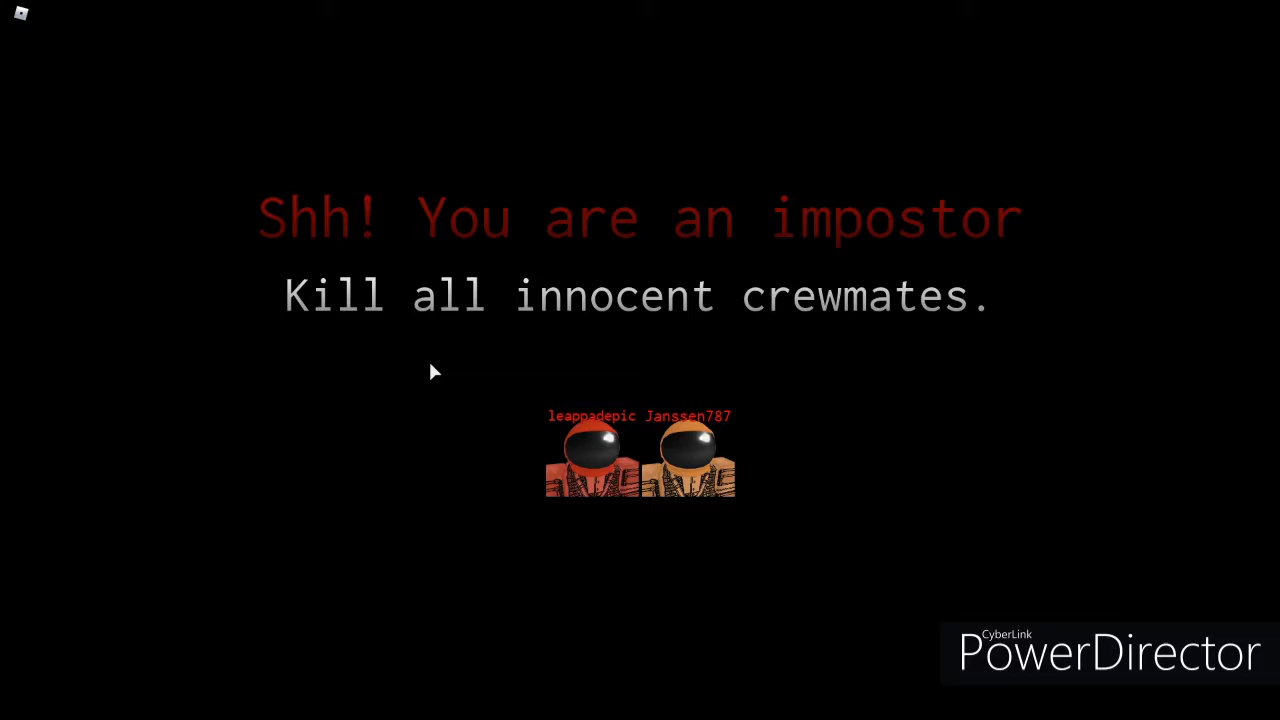 Shh! You are an impostor
Kill all innocent crewmates.
leappadepic Janssen787
CyberLink
PowerDirector